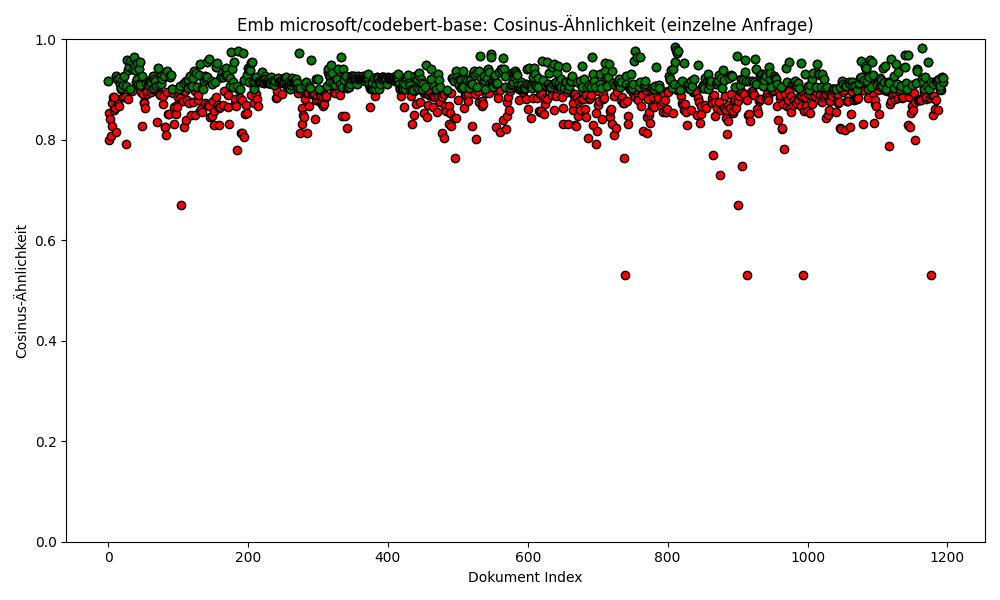 Emb microsoft/codebert-base: Cosinus-Ähnlichkeit (einzelne Anfrage)
1.0
0.8
0.6
0.4
0.2
0.0
Cosinus-Ähnlichkeit
0 200 400 600 800 1000 1200
Dokument Index